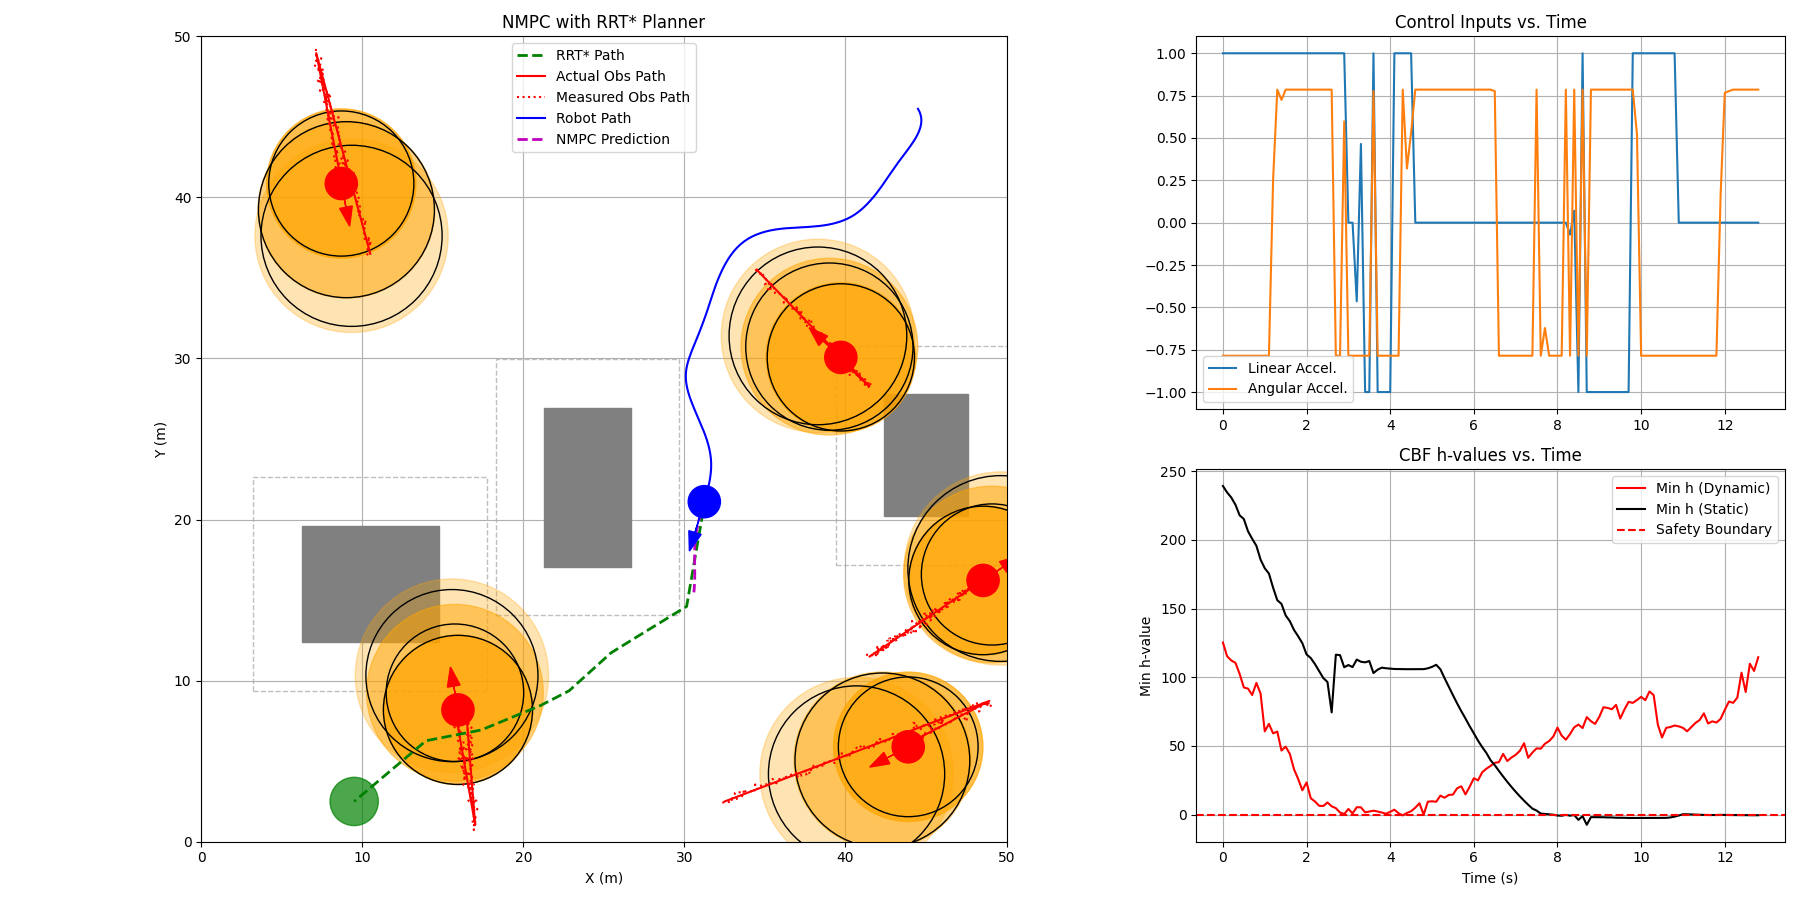 NMPC with RRT* Planner
RRT* Path
Actual Obs Path
Measured Obs Path
Robot Path
NMPC Prediction
50
40
30
20
10
0
Y (m)
0 10 20 30 40 50
X (m)
Control Inputs vs. Time
1.00
0.75
0.50
0.25
0.00
−0.25
−0.50
−0.75
−1.00
Linear Accel.
Angular Accel.
0 2 4 6 8 10 12
CBF h-values vs. Time
Min h (Dynamic)
Min h (Static)
Safety Boundary
250
200
150
100
50
0
Min h-value
0 2 4 6 8 10 12
Time (s)